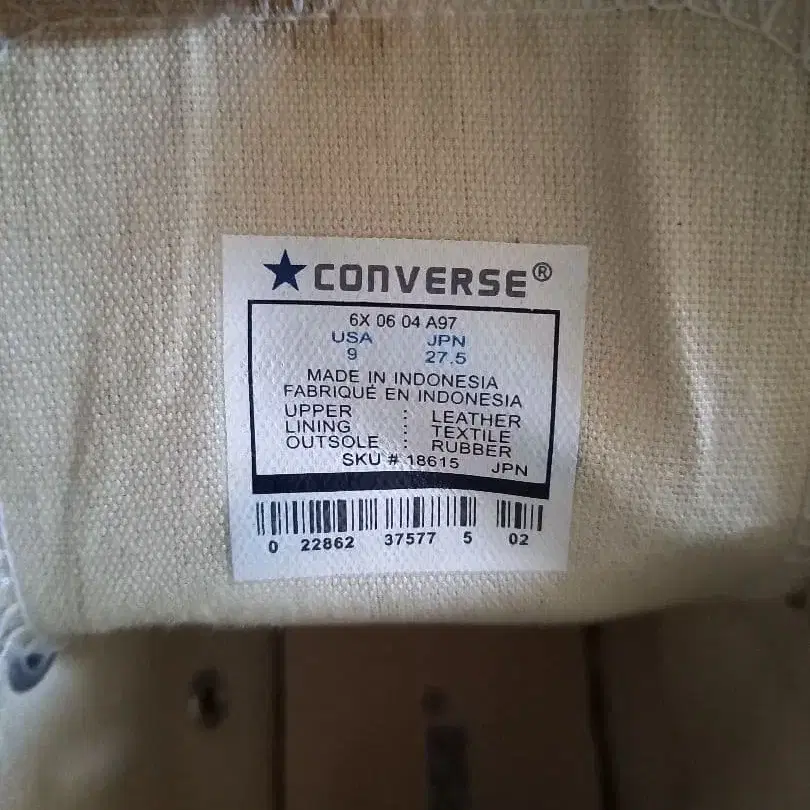 CONVERSE®
6X 06 04 A97
USA JPN
9 27.5
MADE IN INDONESIA
FABRIQUÉ EN INDONESIA
UPPER : LEATHER
LINING : TEXTILE
OUTSOLE : RUBBER
SKU # 18615 JPN
0 22862 37577 5 02